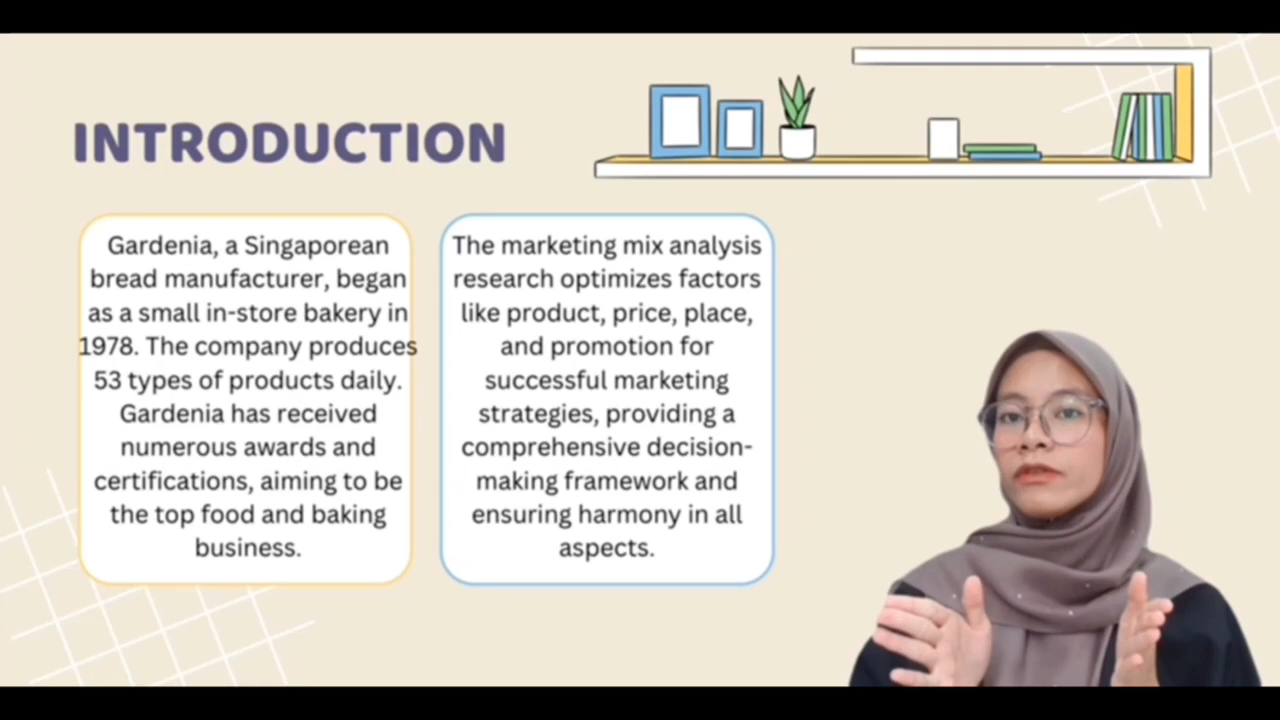 INTRODUCTION
Gardenia, a Singaporean
bread manufacturer, began
as a small in-store bakery in
1978. The company produces
53 types of products daily.
Gardenia has received
numerous awards and
certifications, aiming to be
the top food and baking
business.
The marketing mix analysis
research optimizes factors
like product, price, place,
and promotion for
successful marketing
strategies, providing a
comprehensive decision-
making framework and
ensuring harmony in all
aspects.